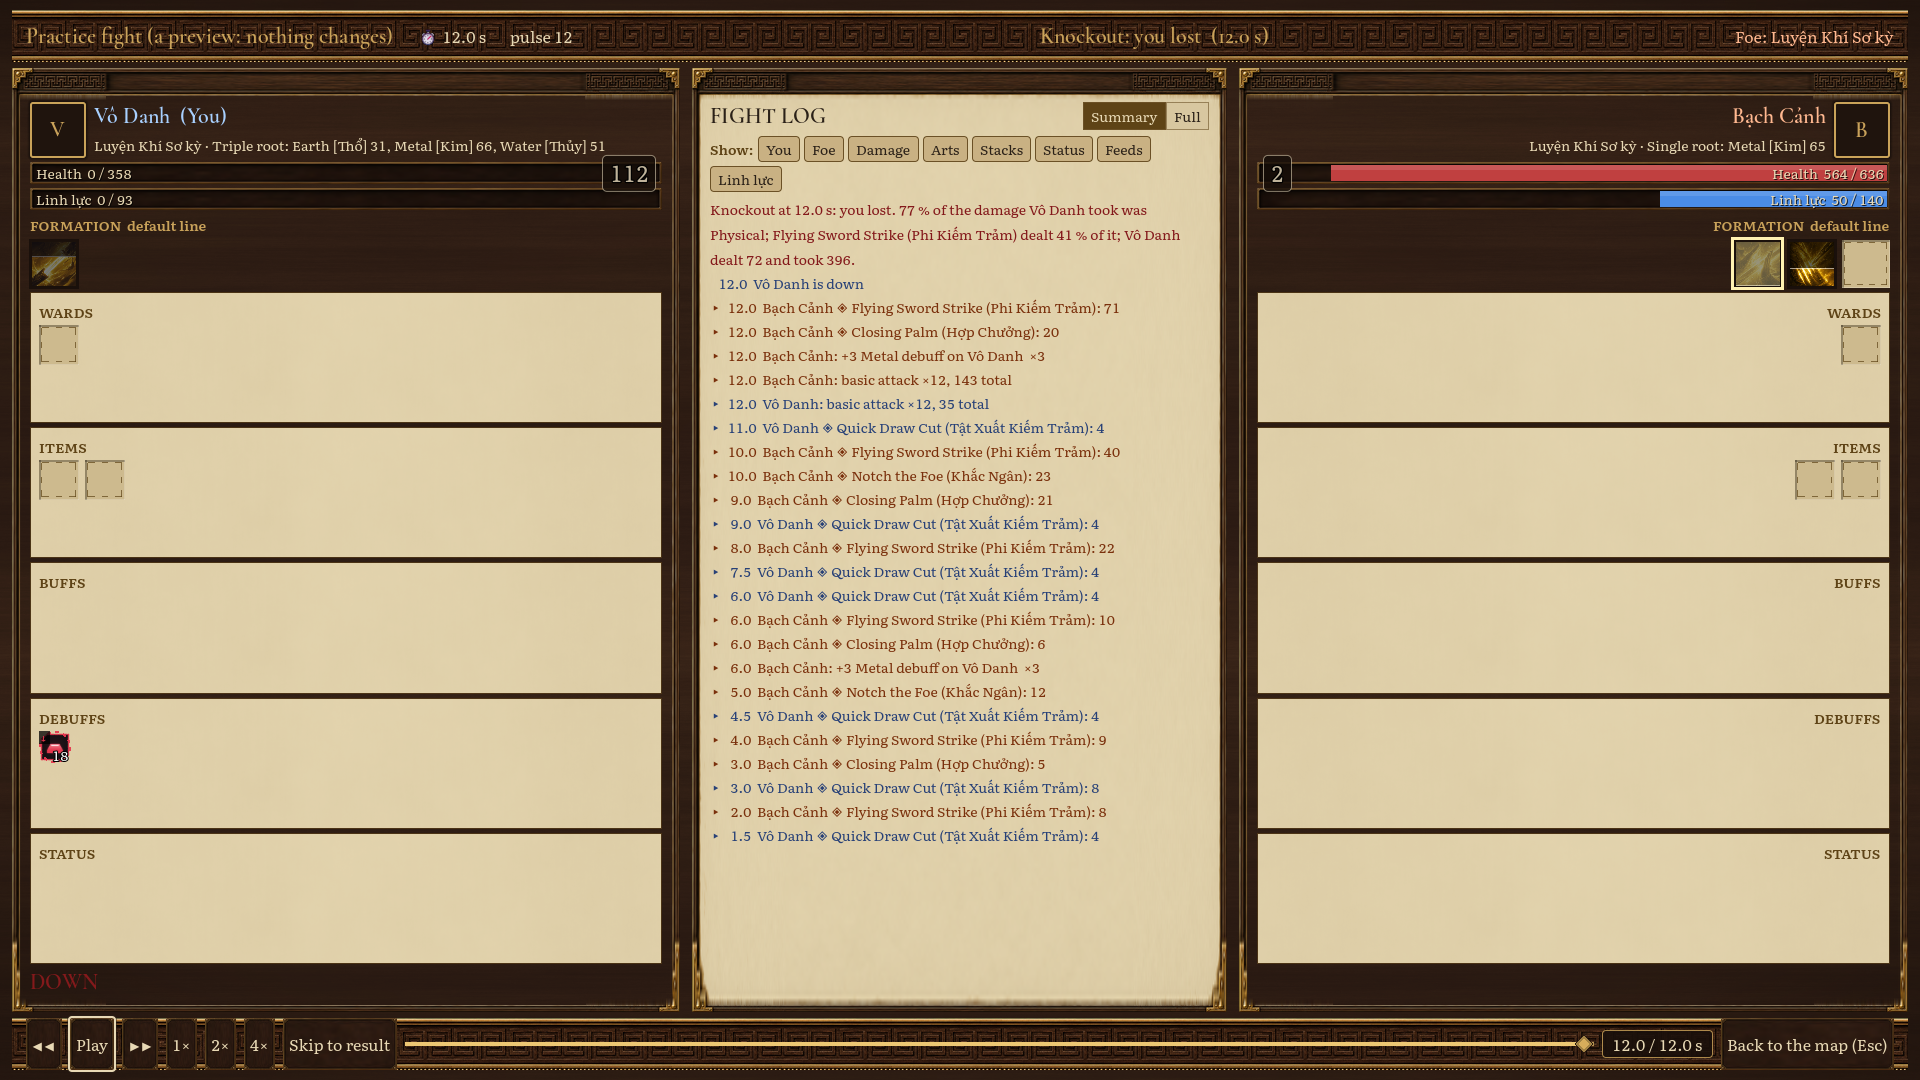 Practice fight (a preview: nothing changes)
12.0 s
pulse 12
Knockout: you lost (12.0 s)
Foe: Luyện Khí Sơ kỳ
V
Vô Danh (You)
Luyện Khí Sơ kỳ · Triple root: Earth [Thổ] 31, Metal [Kim] 66, Water [Thủy] 51
Health 0 / 358
112
Linh lực 0 / 93
FORMATION default line
WARDS
ITEMS
BUFFS
DEBUFFS
18
STATUS
DOWN
FIGHT LOG
Summary
Full
Show: You Foe Damage Arts Stacks Status Feeds
Linh lực
Knockout at 12.0 s: you lost. 77 % of the damage Vô Danh took was
Physical; Flying Sword Strike (Phi Kiếm Trảm) dealt 41 % of it; Vô Danh
dealt 72 and took 396.
12.0 Vô Danh is down
▸ 12.0 Bạch Cảnh ◈ Flying Sword Strike (Phi Kiếm Trảm): 71
▸ 12.0 Bạch Cảnh ◈ Closing Palm (Hợp Chưởng): 20
▸ 12.0 Bạch Cảnh: +3 Metal debuff on Vô Danh ×3
▸ 12.0 Bạch Cảnh: basic attack ×12, 143 total
▸ 12.0 Vô Danh: basic attack ×12, 35 total
▸ 11.0 Vô Danh ◈ Quick Draw Cut (Tật Xuất Kiếm Trảm): 4
▸ 10.0 Bạch Cảnh ◈ Flying Sword Strike (Phi Kiếm Trảm): 40
▸ 10.0 Bạch Cảnh ◈ Notch the Foe (Khắc Ngân): 23
▸ 9.0 Bạch Cảnh ◈ Closing Palm (Hợp Chưởng): 21
▸ 9.0 Vô Danh ◈ Quick Draw Cut (Tật Xuất Kiếm Trảm): 4
▸ 8.0 Bạch Cảnh ◈ Flying Sword Strike (Phi Kiếm Trảm): 22
▸ 7.5 Vô Danh ◈ Quick Draw Cut (Tật Xuất Kiếm Trảm): 4
▸ 6.0 Vô Danh ◈ Quick Draw Cut (Tật Xuất Kiếm Trảm): 4
▸ 6.0 Bạch Cảnh ◈ Flying Sword Strike (Phi Kiếm Trảm): 10
▸ 6.0 Bạch Cảnh ◈ Closing Palm (Hợp Chưởng): 6
▸ 6.0 Bạch Cảnh: +3 Metal debuff on Vô Danh ×3
▸ 5.0 Bạch Cảnh ◈ Notch the Foe (Khắc Ngân): 12
▸ 4.5 Vô Danh ◈ Quick Draw Cut (Tật Xuất Kiếm Trảm): 4
▸ 4.0 Bạch Cảnh ◈ Flying Sword Strike (Phi Kiếm Trảm): 9
▸ 3.0 Bạch Cảnh ◈ Closing Palm (Hợp Chưởng): 5
▸ 3.0 Vô Danh ◈ Quick Draw Cut (Tật Xuất Kiếm Trảm): 8
▸ 2.0 Bạch Cảnh ◈ Flying Sword Strike (Phi Kiếm Trảm): 8
▸ 1.5 Vô Danh ◈ Quick Draw Cut (Tật Xuất Kiếm Trảm): 4
Bạch Cảnh
B
Luyện Khí Sơ kỳ · Single root: Metal [Kim] 65
2
Health 564 / 636
Linh lực 50 / 140
FORMATION default line
WARDS
ITEMS
BUFFS
DEBUFFS
STATUS
◂◂
Play
▸▸
1×
2×
4×
Skip to result
12.0 / 12.0 s
Back to the map (Esc)